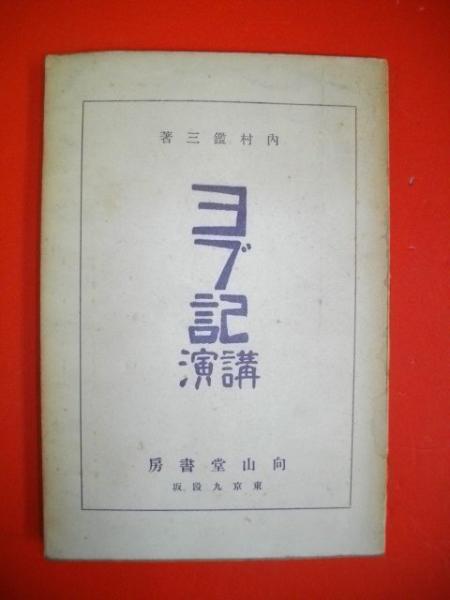 内村鑑三著
ヨブ記
講演
向山堂書房
東京九段坂